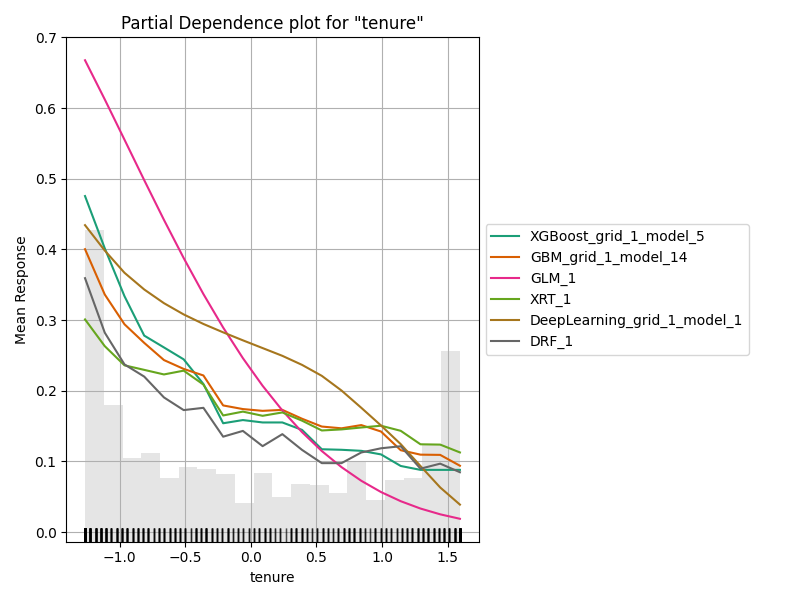 Partial Dependence plot for "tenure"
Mean Response
0.7
0.6
0.5
0.4
0.3
0.2
0.1
0.0
−1.0
−0.5
0.0
0.5
1.0
1.5
tenure
XGBoost_grid_1_model_5
GBM_grid_1_model_14
GLM_1
XRT_1
DeepLearning_grid_1_model_1
DRF_1